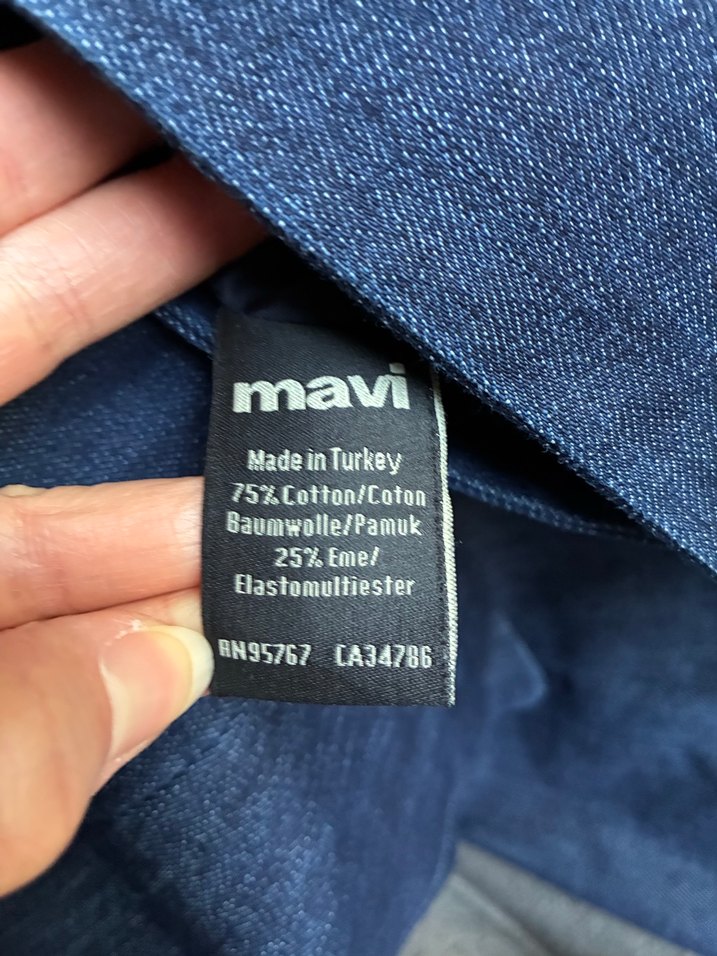 mavi
Made in Turkey
75% Cotton/Coton
Baumwolle/Pamuk
25% Eme/
Elastomultiester
RN95767 CA34786